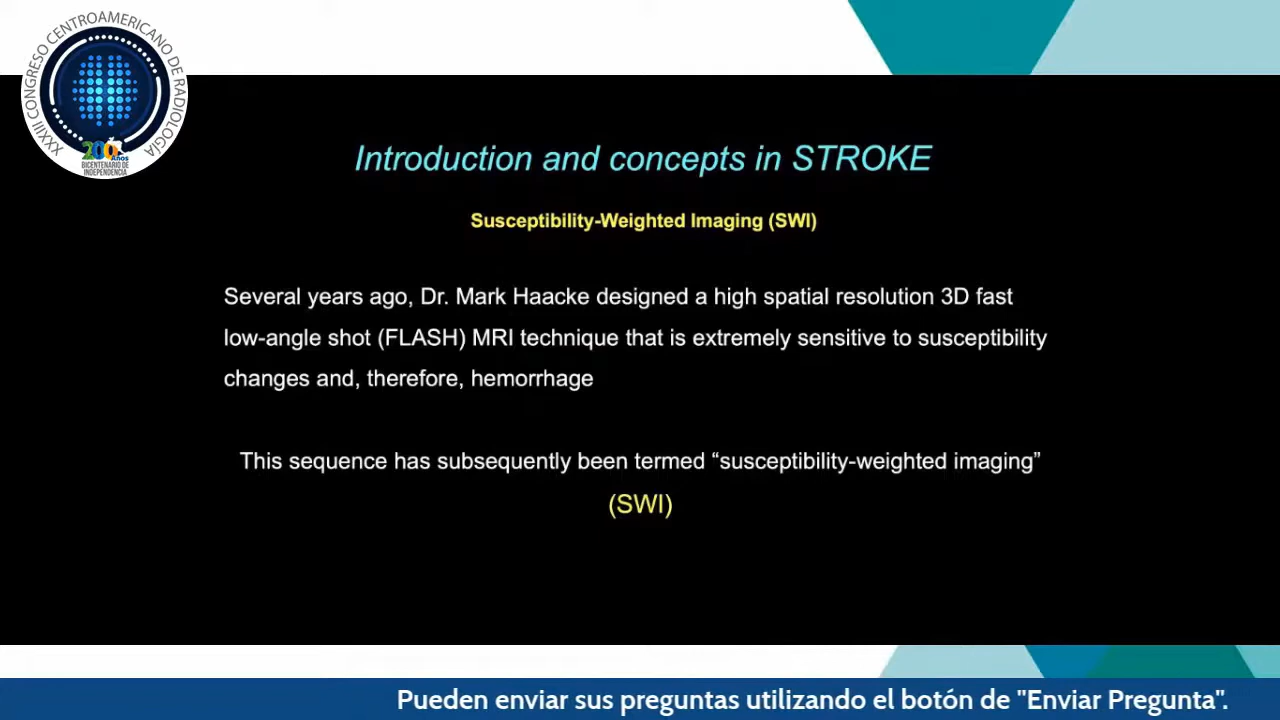 XXXIII CONGRESO CENTROAMERICANO DE RADIOLOGÍA
200 Años
BICENTENARIO DE
INDEPENDENCIA
Introduction and concepts in STROKE
Susceptibility-Weighted Imaging (SWI)
Several years ago, Dr. Mark Haacke designed a high spatial resolution 3D fast
low-angle shot (FLASH) MRI technique that is extremely sensitive to susceptibility
changes and, therefore, hemorrhage
This sequence has subsequently been termed “susceptibility-weighted imaging”
(SWI)
Pueden enviar sus preguntas utilizando el botón de "Enviar Pregunta".